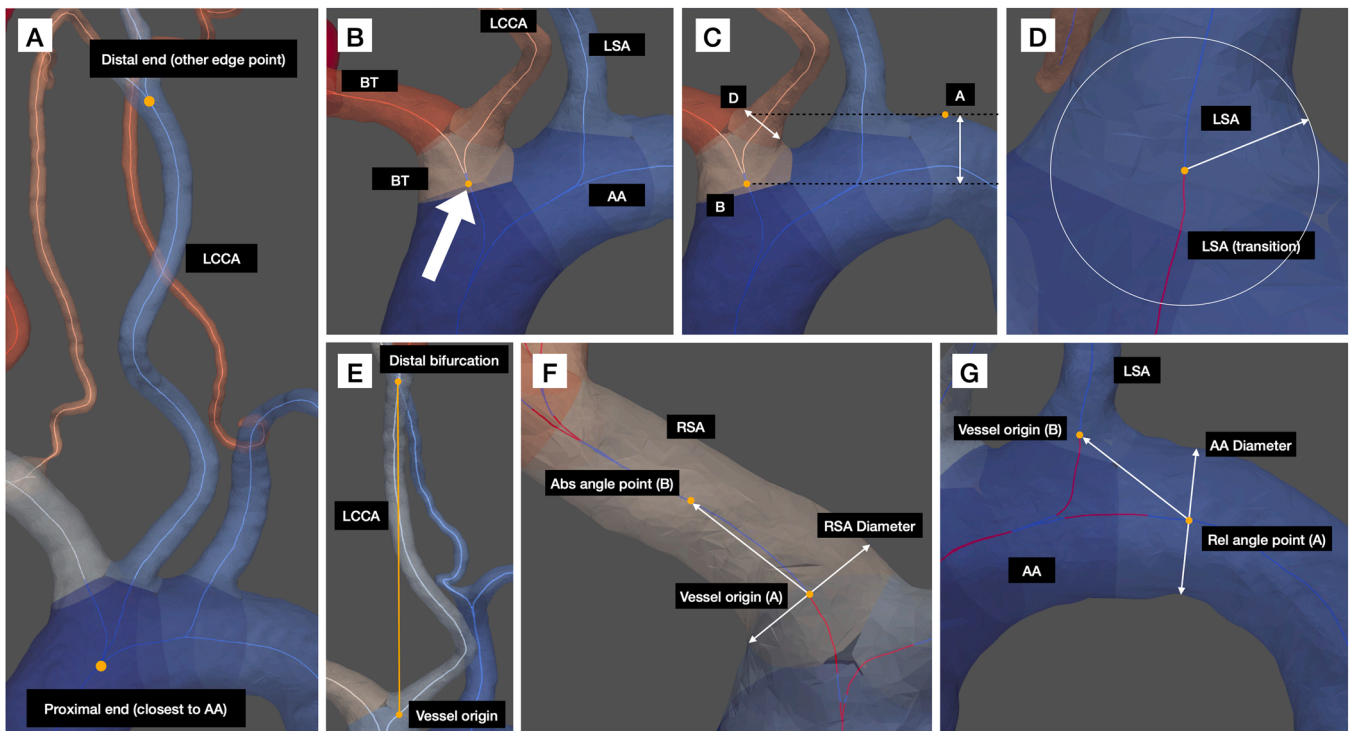 A
Distal end (other edge point)
LCCA
Proximal end (closest to AA)
B
LCCA
LSA
BT
BT
AA
C
D
A
B
D
LSA
LSA (transition)
E
Distal bifurcation
LCCA
Vessel origin
F
RSA
Abs angle point (B)
RSA Diameter
Vessel origin (A)
G
LSA
Vessel origin (B)
AA Diameter
Rel angle point (A)
AA